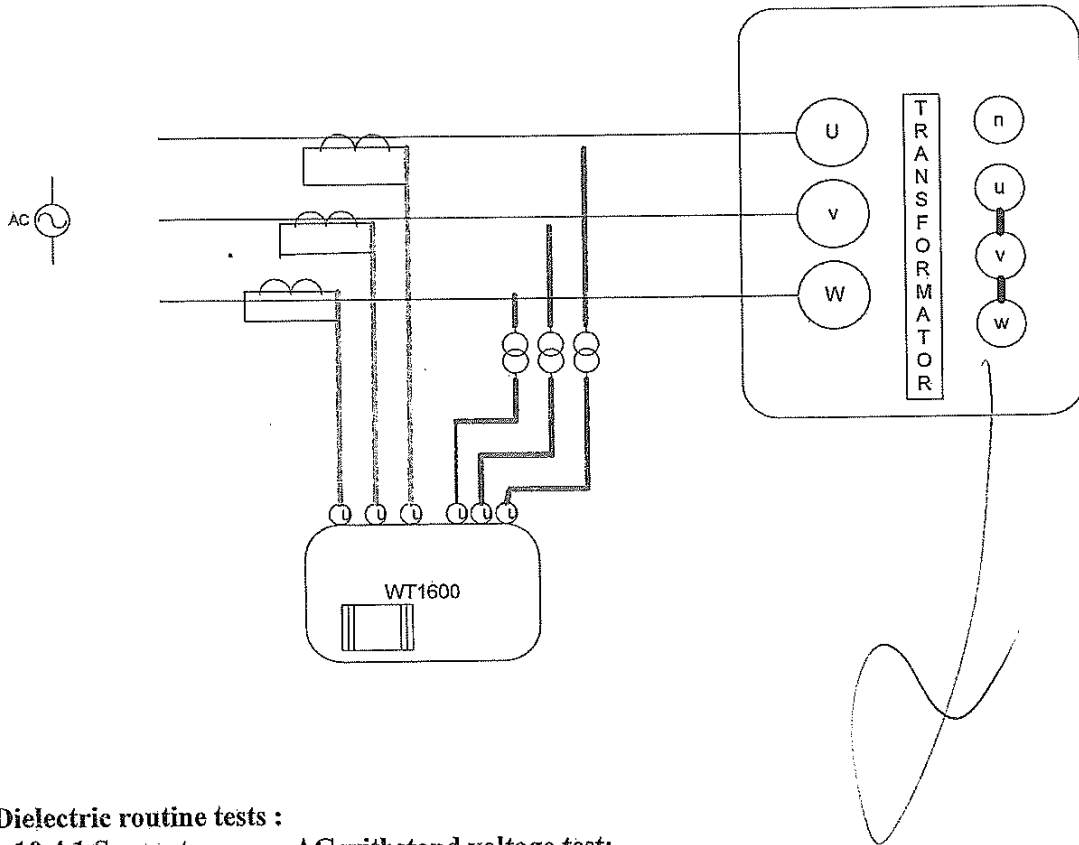 U
n
u
AC
v
v
W
w
TRANSFORMATOR
U U U U U U
WT1600
Dielectric routine tests :
AC withstand voltage test: